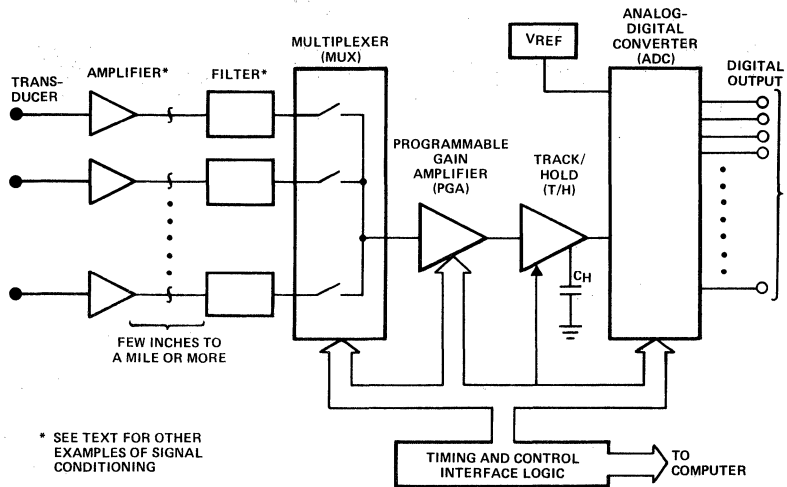 TRANS-
DUCER
AMPLIFIER*
FILTER*
MULTIPLEXER
(MUX)
PROGRAMMABLE
GAIN
AMPLIFIER
(PGA)
TRACK/
HOLD
(T/H)
VREF
ANALOG-
DIGITAL
CONVERTER
(ADC)
DIGITAL
OUTPUT
CH
FEW INCHES TO
A MILE OR MORE
* SEE TEXT FOR OTHER
EXAMPLES OF SIGNAL
CONDITIONING
TIMING AND CONTROL
INTERFACE LOGIC
TO
COMPUTER